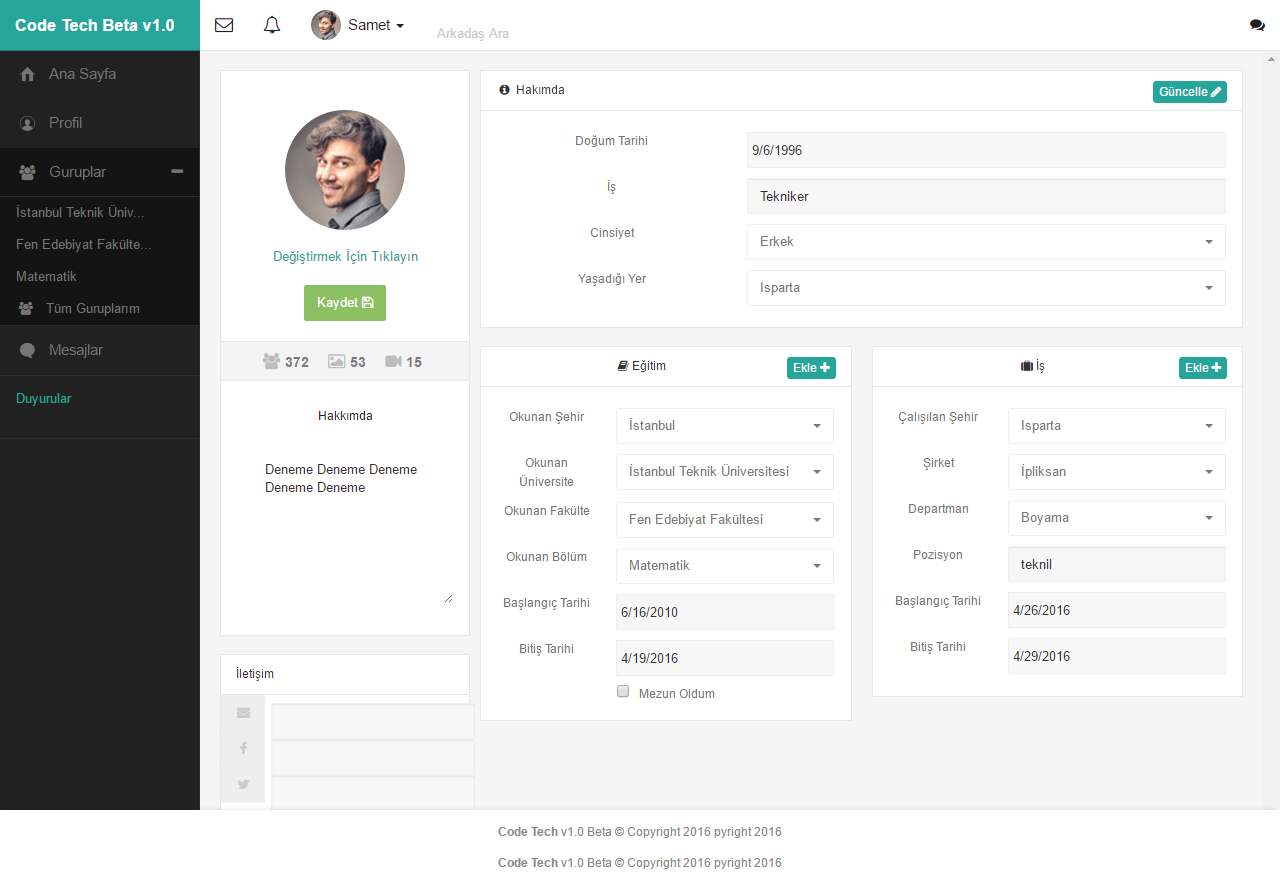 Code Tech Beta v1.0
Samet
Arkadaş Ara
Ana Sayfa
Profil
Guruplar
İstanbul Teknik Üniv...
Fen Edebiyat Fakülte...
Matematik
Tüm Guruplarım
Mesajlar
Duyurular
Değiştirmek İçin Tıklayın
Kaydet
372 53 15
Hakkımda
Deneme Deneme Deneme
Deneme Deneme
İletişim
Hakımda
Güncelle
Doğum Tarihi 9/6/1996
İş Tekniker
Cinsiyet Erkek
Yaşadığı Yer Isparta
Eğitim
Ekle
Okunan Şehir İstanbul
Okunan
Üniversite
İstanbul Teknik Üniversitesi
Okunan Fakülte Fen Edebiyat Fakültesi
Okunan Bölüm Matematik
Başlangıç Tarihi 6/16/2010
Bitiş Tarihi 4/19/2016
Mezun Oldum
İş
Ekle
Çalışılan Şehir Isparta
Şirket İpliksan
Departman Boyama
Pozisyon teknil
Başlangıç Tarihi 4/26/2016
Bitiş Tarihi 4/29/2016
Code Tech v1.0 Beta © Copyright 2016 pyright 2016
Code Tech v1.0 Beta © Copyright 2016 pyright 2016